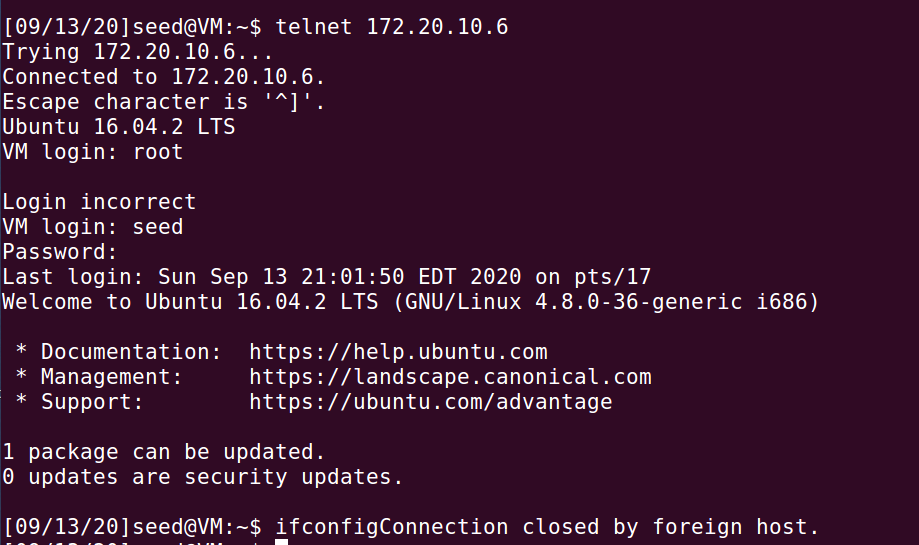 [09/13/20]seed@VM:~$ telnet 172.20.10.6
Trying 172.20.10.6...
Connected to 172.20.10.6.
Escape character is '^]'.
Ubuntu 16.04.2 LTS
VM login: root
Login incorrect
VM login: seed
Password:
Last login: Sun Sep 13 21:01:50 EDT 2020 on pts/17
Welcome to Ubuntu 16.04.2 LTS (GNU/Linux 4.8.0-36-generic i686)
* Documentation:  https://help.ubuntu.com
* Management:     https://landscape.canonical.com
* Support:        https://ubuntu.com/advantage
1 package can be updated.
0 updates are security updates.
[09/13/20]seed@VM:~$ ifconfigConnection closed by foreign host.
[09/13/20]seed@VM:~$